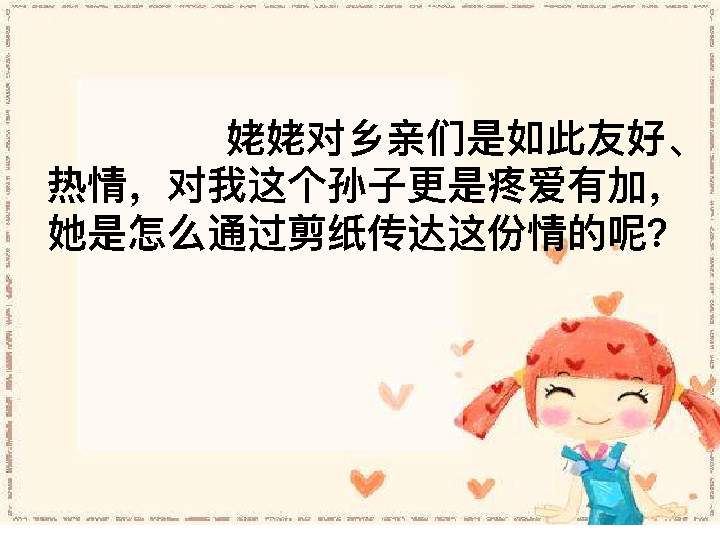 姥姥对乡亲们是如此友好、
热情，对我这个孙子更是疼爱有加，
她是怎么通过剪纸传达这份情的呢？